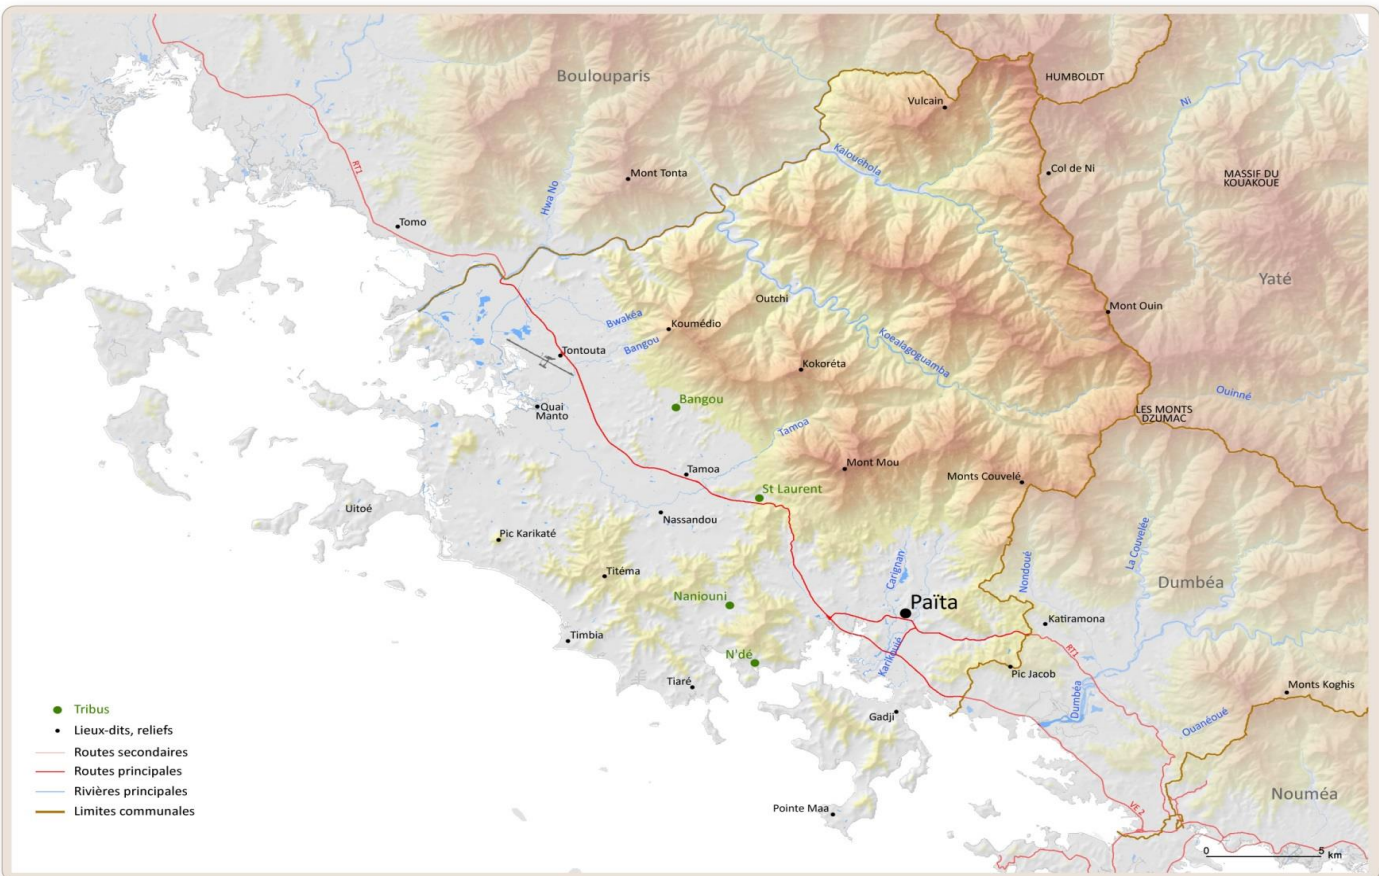 Boulouparis
HUMBOLDT
Vulcain
Ni
RT1
Kalouehola
Col de Ni
MASSIF DU
KOUAKOUE
Mont Tonta
Hwa No
Tomo
Yaté
Outchi
Mont Ouin
Bwakéa
Koumédio
Bangou
Tontouta
Koealagoguamba
Kokoréta
Ouinné
Bangou
Quai
Manto
LES MONTS
DZUMAC
Tamoa
Mont Mou
Tamoa
Monts Couvelé
St Laurent
Uitoé
Nassandou
Pic Karikaté
La Couvelée
Carignan
Nondoué
Titéma
Dumbéa
Naniouni
Païta
Katiramona
Timbia
RT1
N'dé
Karikouié
Pic Jacob
Tiaré
Monts Koghis
Dumbéa
Gadji
Ouanéoué
Tribus
Lieux-dits, reliefs
Routes secondaires
Routes principales
Rivières principales
Limites communales
Nouméa
Pointe Maa
VE 2
0 5 km